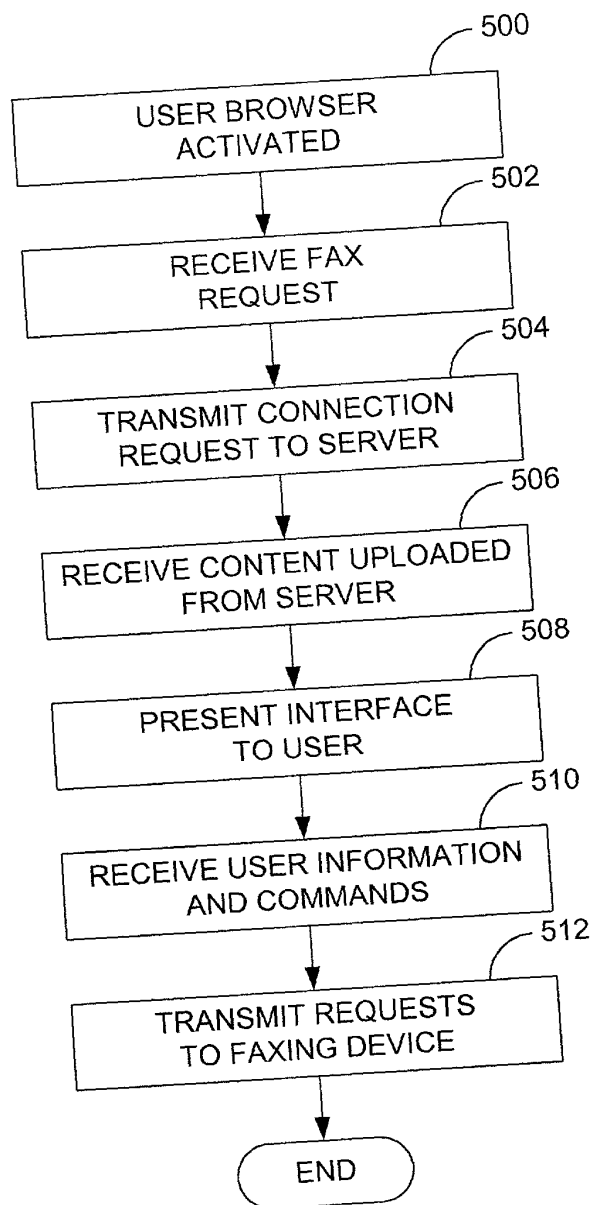 500
USER BROWSER
ACTIVATED
502
RECEIVE FAX
REQUEST
504
TRANSMIT CONNECTION
REQUEST TO SERVER
506
RECEIVE CONTENT UPLOADED
FROM SERVER
508
PRESENT INTERFACE
TO USER
510
RECEIVE USER INFORMATION
AND COMMANDS
512
TRANSMIT REQUESTS
TO FAXING DEVICE
END